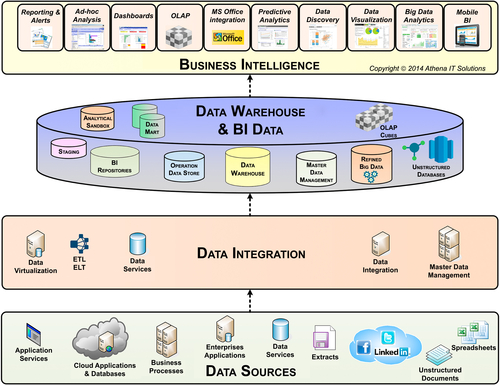 Reporting & Alerts
Ad-hoc Analysis
Dashboards
OLAP
MS Office integration
Office
Predictive Analytics
Data Discovery
Data Visualization
Big Data Analytics
Mobile BI
BUSINESS INTELLIGENCE
Copyright © 2014 Athena IT Solutions
DATA WAREHOUSE
& BI DATA
ANALYTICAL
SANDBOX
DATA
MART
OLAP
CUBES
STAGING
BI
REPOSITORIES
OPERATION
DATA STORE
DATA
WAREHOUSE
MASTER
DATA
MANAGEMENT
REFINED
BIG DATA
UNSTRUCTURED
DATABASES
DATA INTEGRATION
Data
Virtualization
ETL
ELT
Data
Services
Data
Integration
Master Data
Management
Application
Services
Cloud Applications
& Databases
Business
Processes
Enterprises
Applications
Data
Services
Extracts
f
Linked in
Unstructured
Documents
Spreadsheets
DATA SOURCES